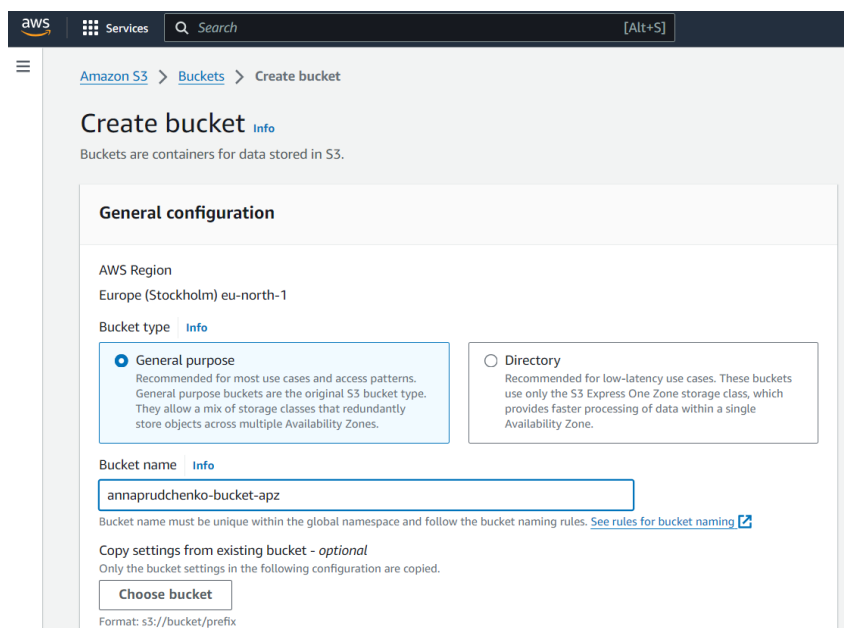 aws
Services
Search
[Alt+S]
Amazon S3 > Buckets > Create bucket
Create bucket Info
Buckets are containers for data stored in S3.
General configuration
AWS Region
Europe (Stockholm) eu-north-1
Bucket type Info
General purpose
Recommended for most use cases and access patterns.
General purpose buckets are the original S3 bucket type.
They allow a mix of storage classes that redundantly
store objects across multiple Availability Zones.
Directory
Recommended for low-latency use cases. These buckets
use only the S3 Express One Zone storage class, which
provides faster processing of data within a single
Availability Zone.
Bucket name Info
annaprudchenko-bucket-apz
Bucket name must be unique within the global namespace and follow the bucket naming rules. See rules for bucket naming
Copy settings from existing bucket - optional
Only the bucket settings in the following configuration are copied.
Choose bucket
Format: s3://bucket/prefix